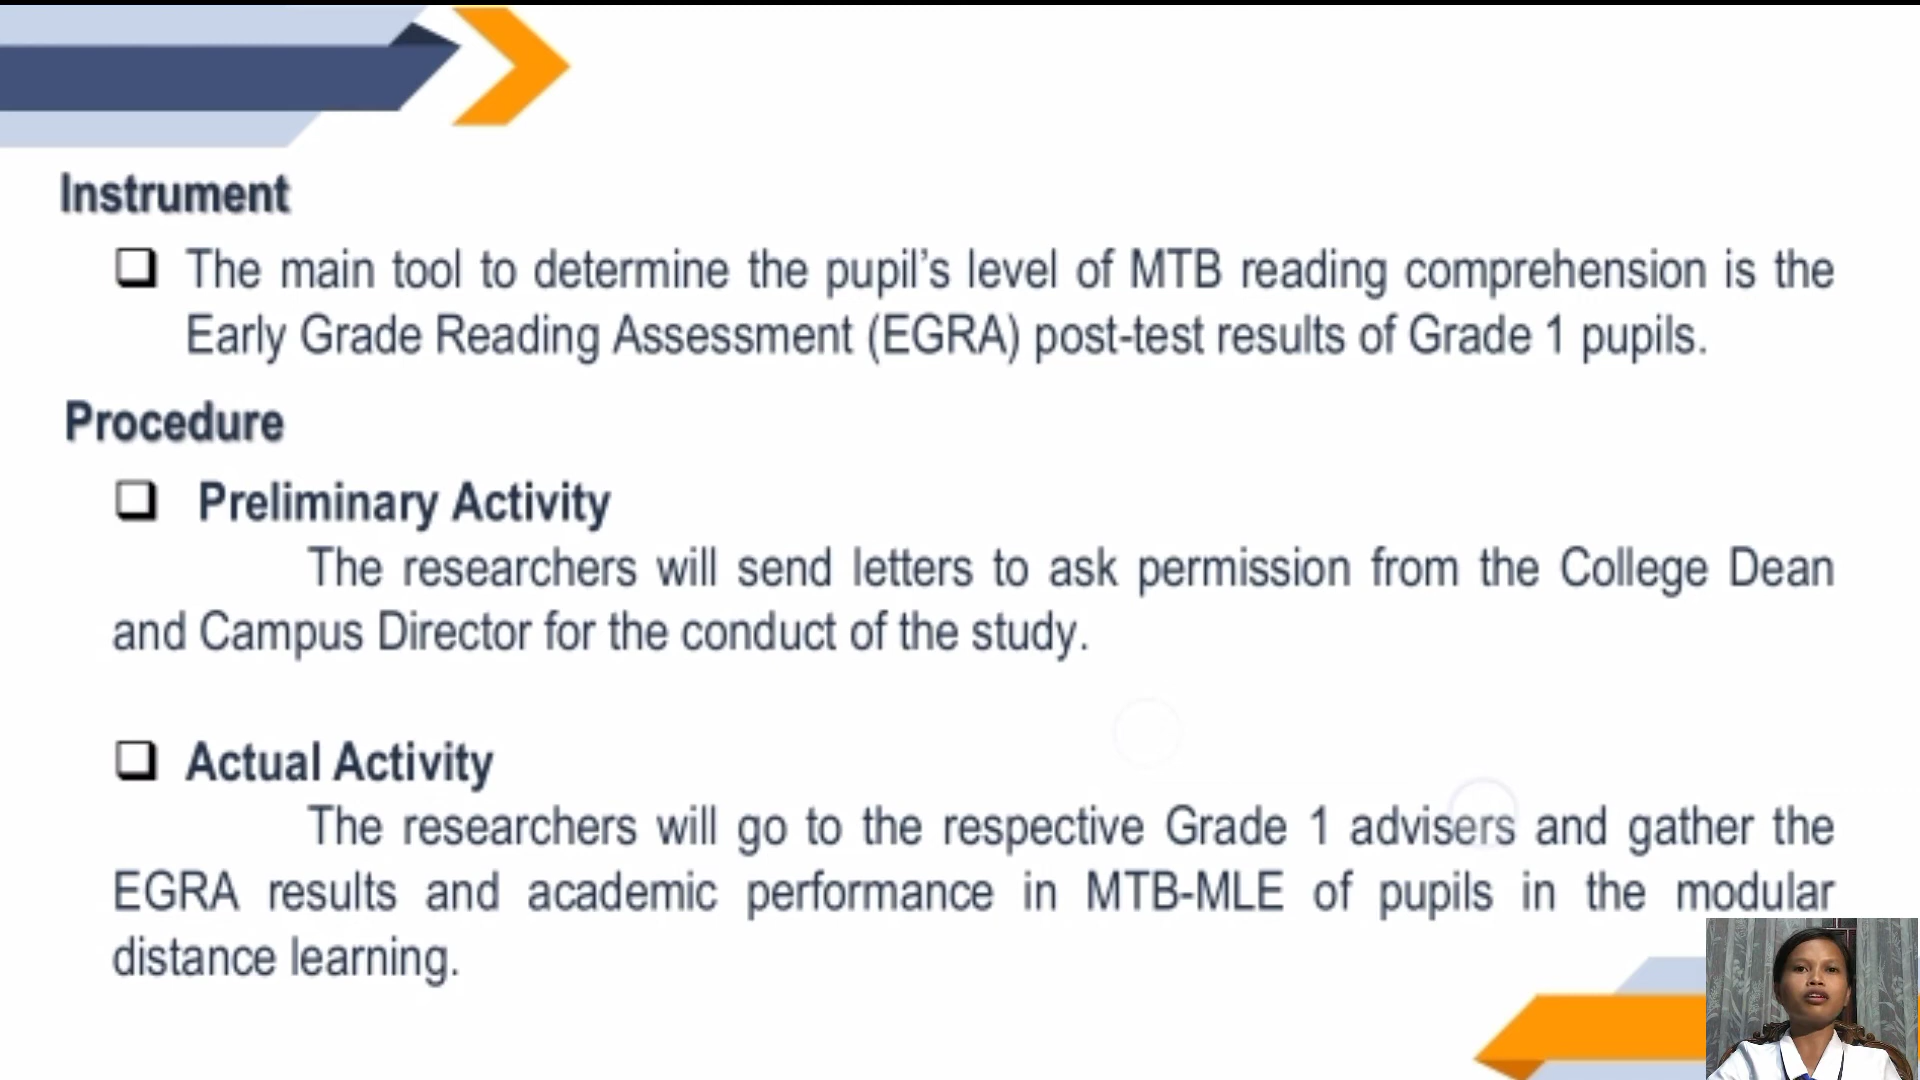 Instrument
The main tool to determine the pupil's level of MTB reading comprehension is the
Early Grade Reading Assessment (EGRA) post-test results of Grade 1 pupils.
Procedure
Preliminary Activity
The researchers will send letters to ask permission from the College Dean
and Campus Director for the conduct of the study.
Actual Activity
The researchers will go to the respective Grade 1 advisers and gather the
EGRA results and academic performance in MTB-MLE of pupils in the modular
distance learning.